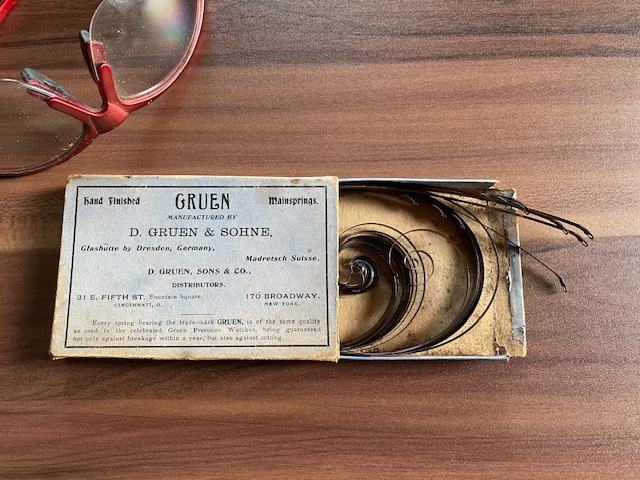 Hand Finished GRUEN Mainsprings.
MANUFACTURED BY
D. GRUEN & SOHNE,
Glashütte by Dresden, Germany,
Madretsch Suisse.
D. GRUEN, SONS & CO.,
DISTRIBUTORS.
31 E. FIFTH ST. Fountain Square. 170 BROADWAY.
CINCINNATI, O. NEW YORK.
Every spring bearing the trade-mark GRUEN, is of the same quality
as used in the celebrated Gruen Precision Watches, being guaranteed
not only against breakage within a year, but also against setting.